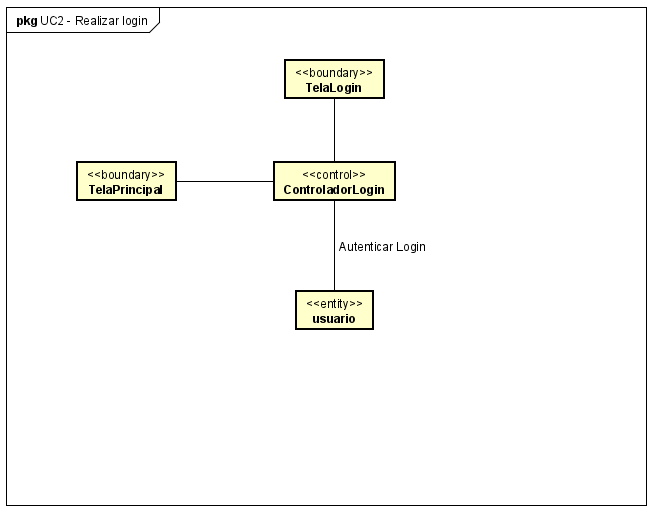 pkg UC2 - Realizar login
<<boundary>>
TelaLogin
<<boundary>>
TelaPrincipal
<<control>>
ControladorLogin
Autenticar Login
<<entity>>
usuario